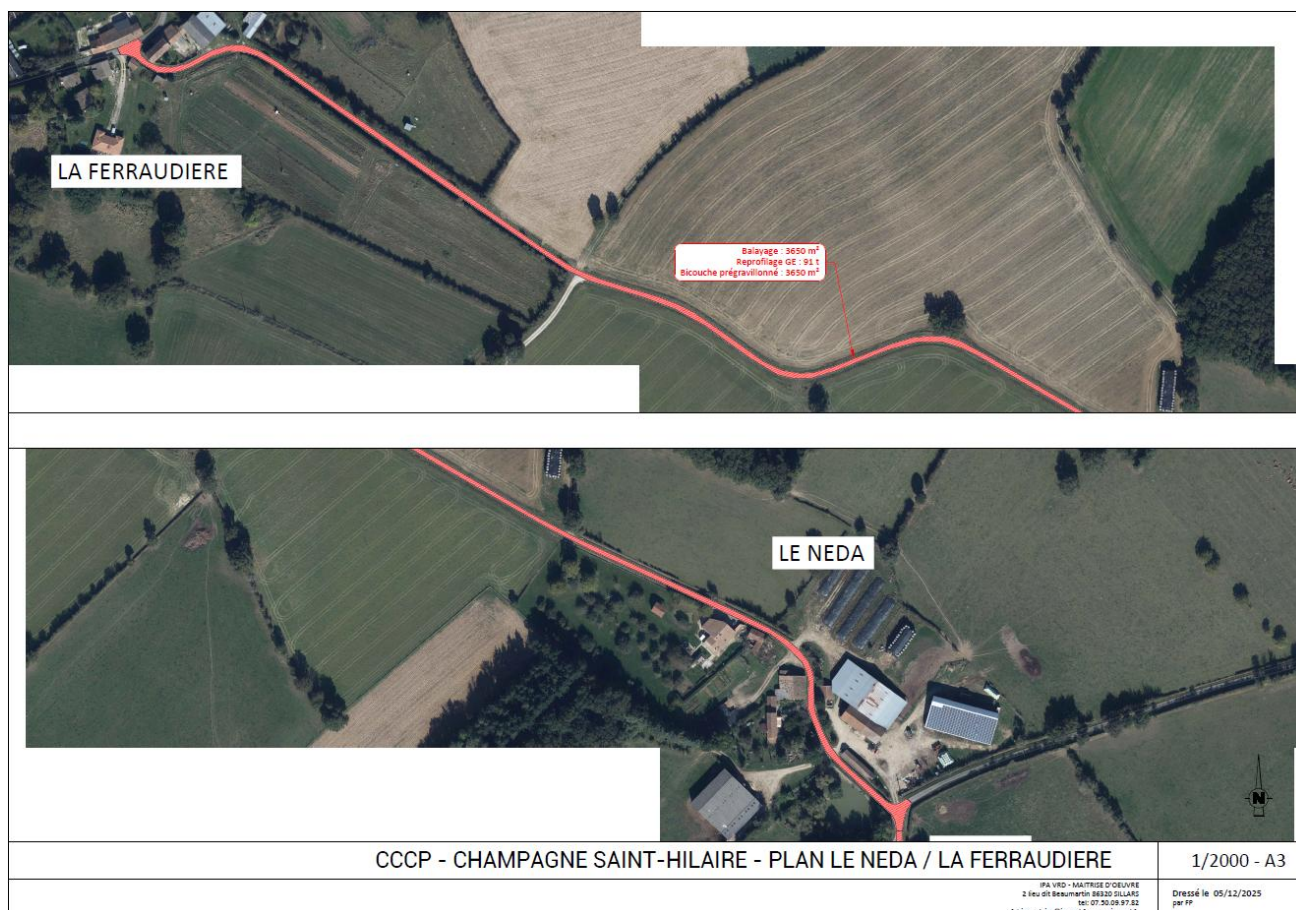 LA FERRAUDIERE
Balayage : 3650 m²
Reprofilage GE : 91 t
Bicouche prégravillonné : 3650 m²
LE NEDA
N
CCCP - CHAMPAGNE SAINT-HILAIRE - PLAN LE NEDA / LA FERRAUDIERE
1/2000 - A3
IPA VRD - MAITRISE D'OEUVRE
2 lieu dit Beaumartin 86320 SILLARS
tel: 07.50.09.97.82
Dressé le 05/12/2025
par FP